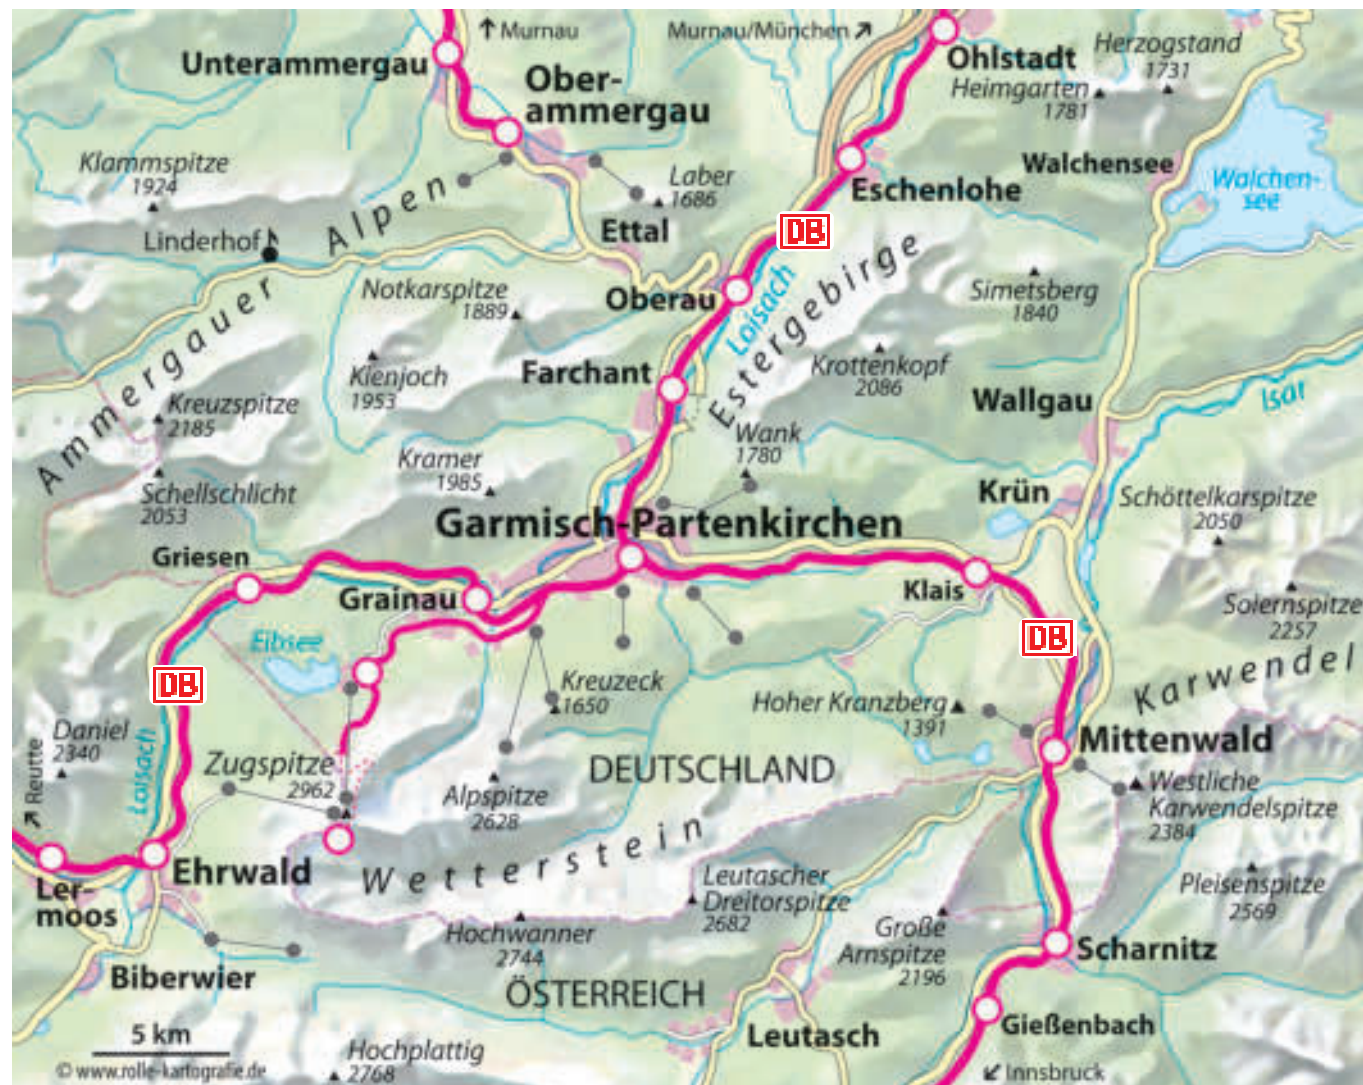 Murnau
Murnau/München
Unterammergau
Ober-
ammergau
Ohlstadt
Herzogstand
1731
Heimgarten
1781
Klammspitze
1924
Alpen
Laber
1686
Eschenlohe
Walchensee
Walchen-
see
Linderhof
Ettal
DB
Notkarspitze
1889
Oberau
Loisach
Estergebirge
Simetsberg
1840
Ammergauer
Kienjoch
1953
Farchant
Krottenkopf
2086
Wallgau
Isar
Kreuzspitze
2185
Wank
1780
Kramer
1985
Schellschlicht
2053
Krün
Schöttelkarspitze
2050
Garmisch-Partenkirchen
Griesen
Grainau
Klais
Soiernspitze
2257
Eibsee
DB
DB
Karwendel
Kreuzeck
1650
Hoher Kranzberg
1391
Daniel
2340
Reutte
Loisach
Zugspitze
2962
DEUTSCHLAND
Mittenwald
Alpspitze
2628
Westliche
Karwendelspitze
2384
Wetterstein
Ehrwald
Ler-
moos
Leutascher
Dreitorspitze
2682
Pleisenspitze
2569
Hochwanner
2744
Große
Arnspitze
2196
Scharnitz
Biberwier
ÖSTERREICH
Leutasch
Gießenbach
5 km
Hochplattig
2768
© www.rolle-kartografie.de
Innsbruck